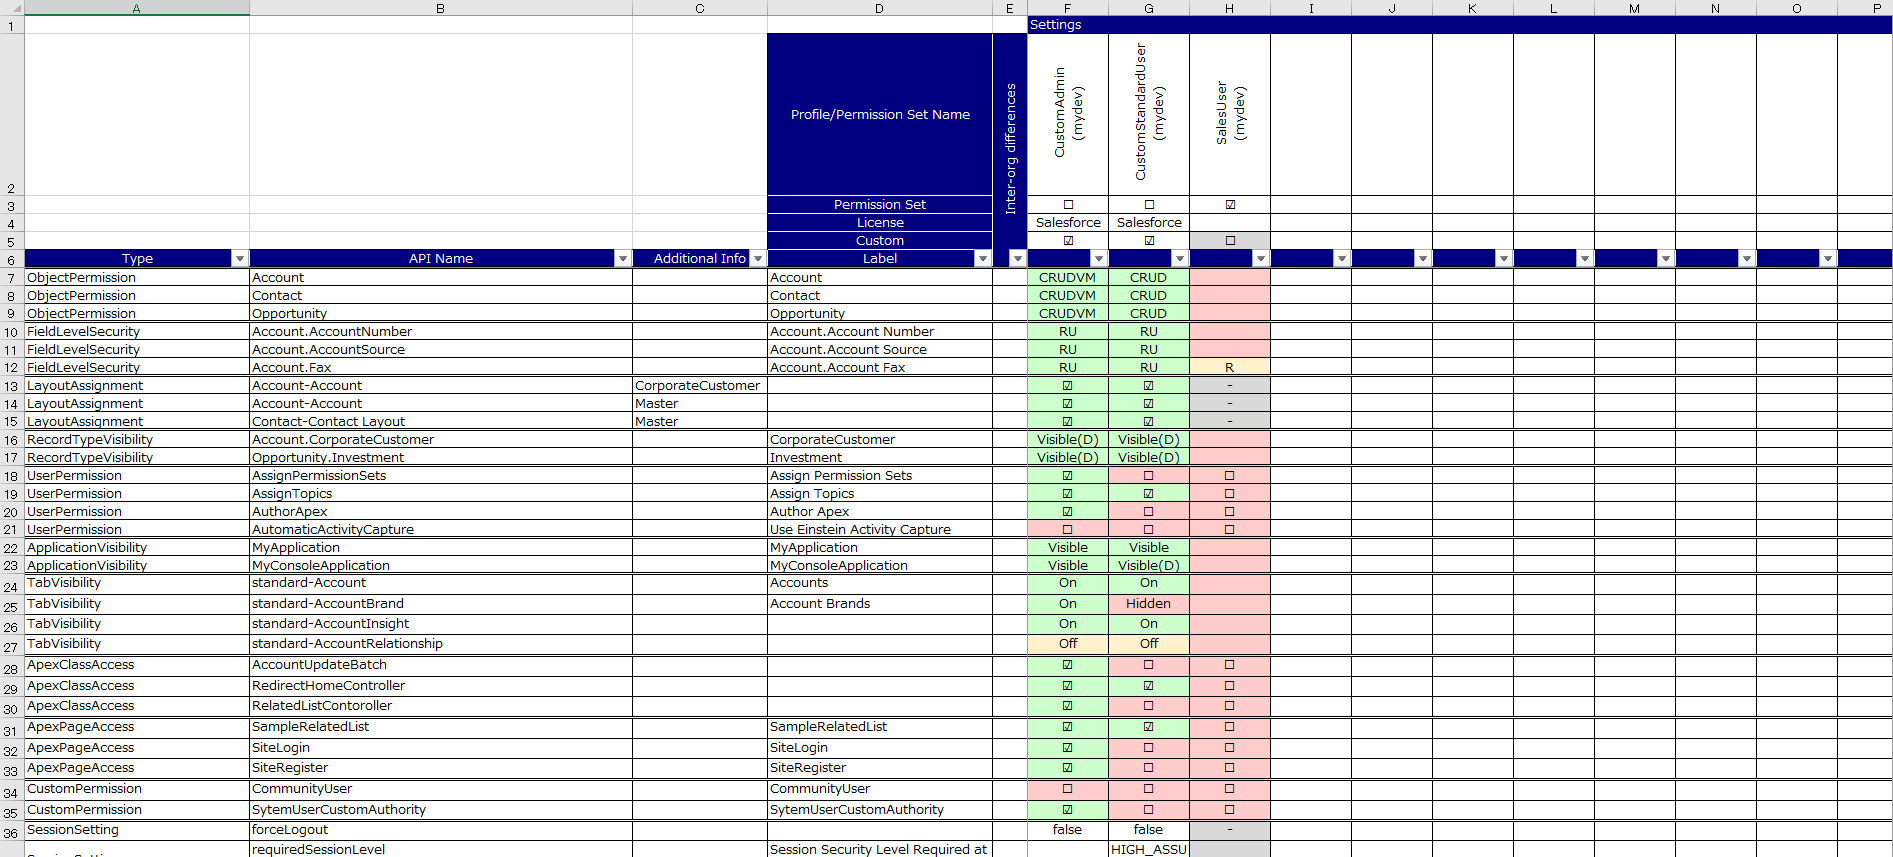 A B C D E F G H I J K L M N O P
1 Settings
2 Profile/Permission Set Name Inter-org differences CustomAdmin (mydev) CustomStandardUser (mydev) SalesUser (mydev)
3 Permission Set ☐ ☐ ☑
4 License Salesforce Salesforce
5 Custom ☑ ☑ ☐
6 Type API Name Additional Info Label
7 ObjectPermission Account Account CRUDVM CRUD
8 ObjectPermission Contact Contact CRUDVM CRUD
9 ObjectPermission Opportunity Opportunity CRUDVM CRUD
10 FieldLevelSecurity Account.AccountNumber Account.Account Number RU RU
11 FieldLevelSecurity Account.AccountSource Account.Account Source RU RU
12 FieldLevelSecurity Account.Fax Account.Account Fax RU RU R
13 LayoutAssignment Account-Account CorporateCustomer ☑ ☑ -
14 LayoutAssignment Account-Account Master ☑ ☑ -
15 LayoutAssignment Contact-Contact Layout Master ☑ ☑ -
16 RecordTypeVisibility Account.CorporateCustomer CorporateCustomer Visible(D) Visible(D)
17 RecordTypeVisibility Opportunity.Investment Investment Visible(D) Visible(D)
18 UserPermission AssignPermissionSets Assign Permission Sets ☑ ☐ ☐
19 UserPermission AssignTopics Assign Topics ☑ ☑ ☐
20 UserPermission AuthorApex Author Apex ☑ ☐ ☐
21 UserPermission AutomaticActivityCapture Use Einstein Activity Capture ☐ ☐ ☐
22 ApplicationVisibility MyApplication MyApplication Visible Visible
23 ApplicationVisibility MyConsoleApplication MyConsoleApplication Visible Visible(D)
24 TabVisibility standard-Account Accounts On On
25 TabVisibility standard-AccountBrand Account Brands On Hidden
26 TabVisibility standard-AccountInsight On On
27 TabVisibility standard-AccountRelationship Off Off
28 ApexClassAccess AccountUpdateBatch ☑ ☐ ☐
29 ApexClassAccess RedirectHomeController ☑ ☑ ☐
30 ApexClassAccess RelatedListContoroller ☑ ☐ ☐
31 ApexPageAccess SampleRelatedList SampleRelatedList ☑ ☑ ☐
32 ApexPageAccess SiteLogin SiteLogin ☑ ☐ ☐
33 ApexPageAccess SiteRegister SiteRegister ☑ ☐ ☐
34 CustomPermission CommunityUser CommunityUser ☐ ☐ ☐
35 CustomPermission SytemUserCustomAuthority SytemUserCustomAuthority ☑ ☐ ☐
36 SessionSetting forceLogout false false -
requiredSessionLevel Session Security Level Required at HIGH_ASSU